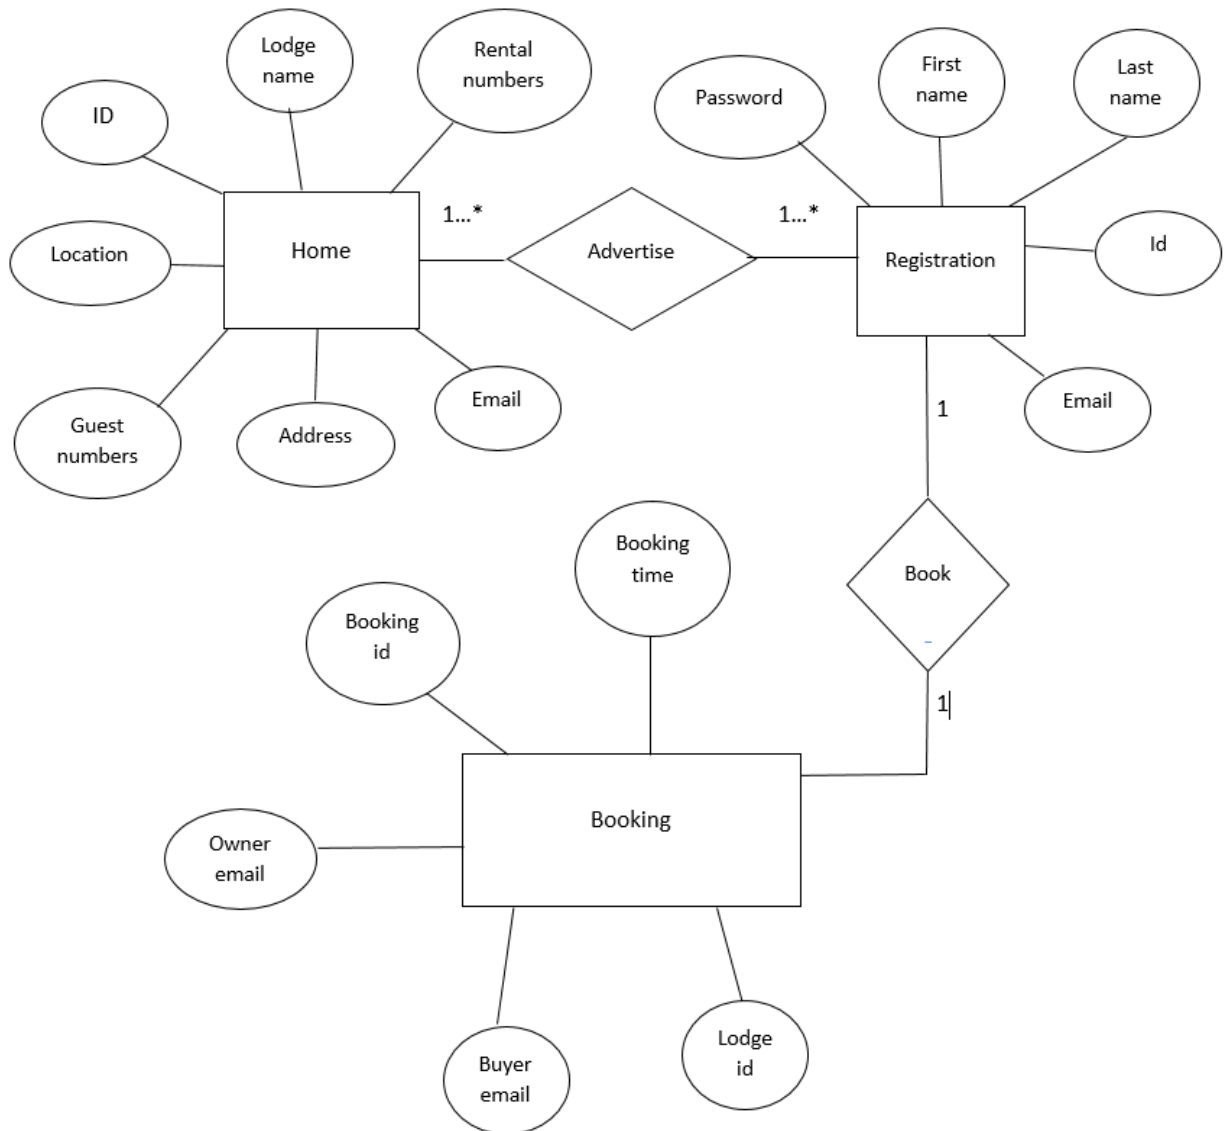 Lodge
name
Rental
numbers
ID
Location
Home
Guest
numbers
Address
Email
1...*
Advertise
1...*
Password
First
name
Last
name
Registration
Id
Email
1
Book
1
Booking
time
Booking
id
Booking
Owner
email
Buyer
email
Lodge
id